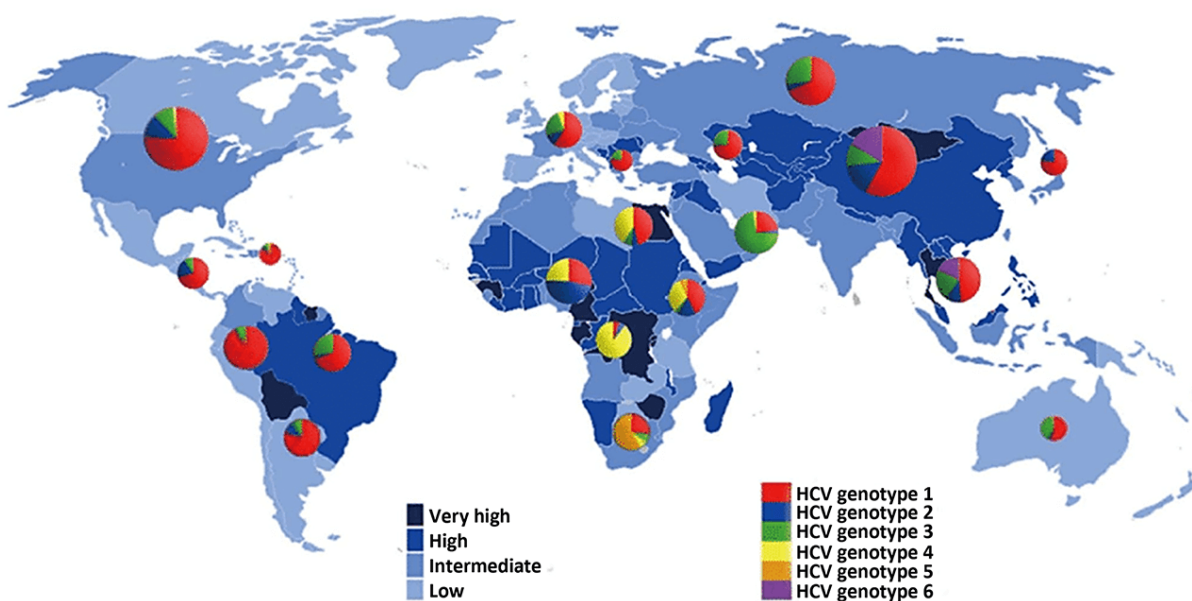 Very high
High
Intermediate
Low
HCV genotype 1
HCV genotype 2
HCV genotype 3
HCV genotype 4
HCV genotype 5
HCV genotype 6